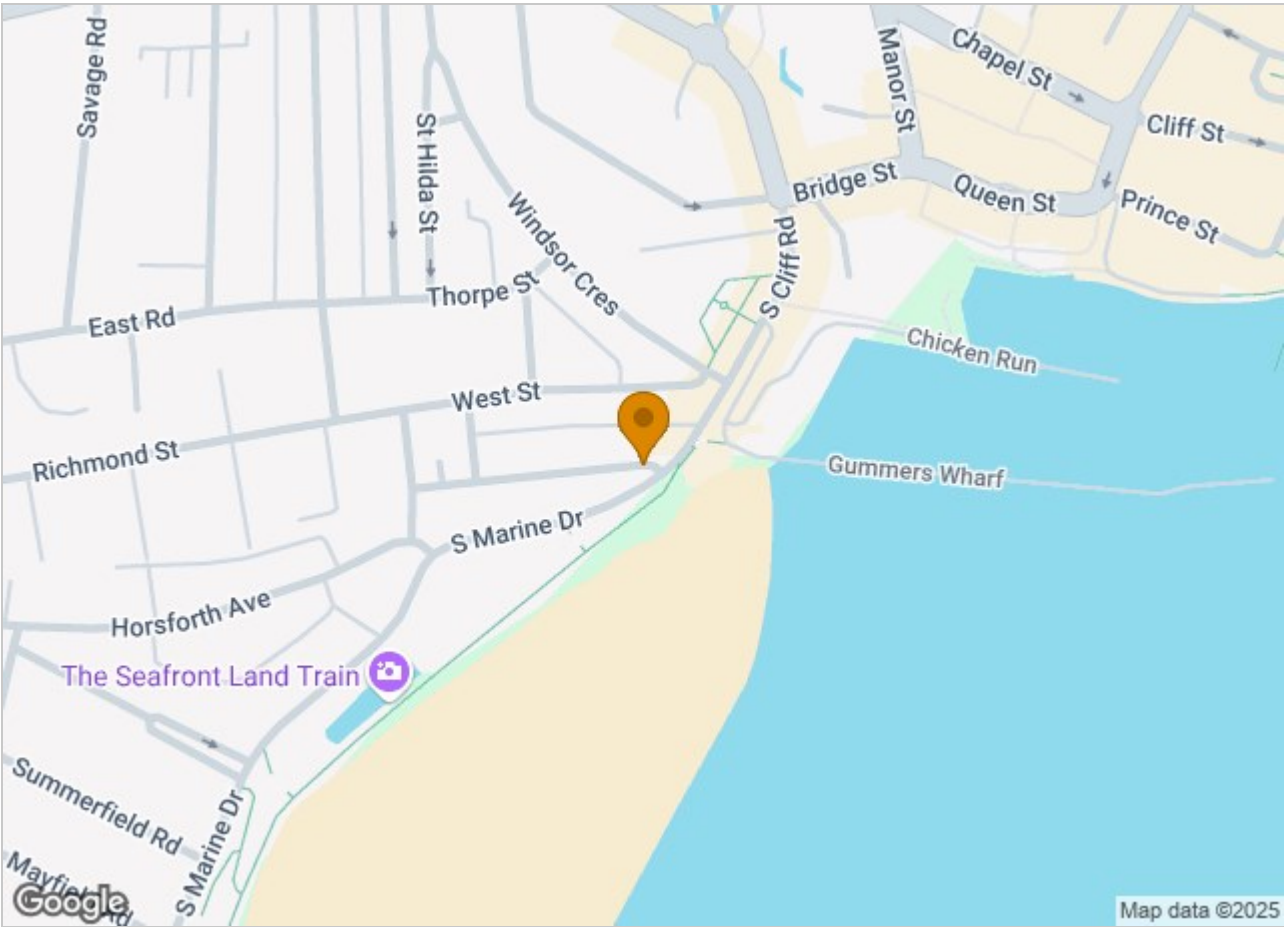 Savage Rd
Chapel St
Manor St
Cliff St
St Hilda St
Bridge St
Queen St
Prince St
Windsor Cres
S Cliff Rd
Thorpe St
East Rd
Chicken Run
West St
Richmond St
Gummers Wharf
S Marine Dr
Horsforth Ave
The Seafront Land Train
Summerfield Rd
S Marine Dr
Mayfield Rd
Google
Map data ©2025